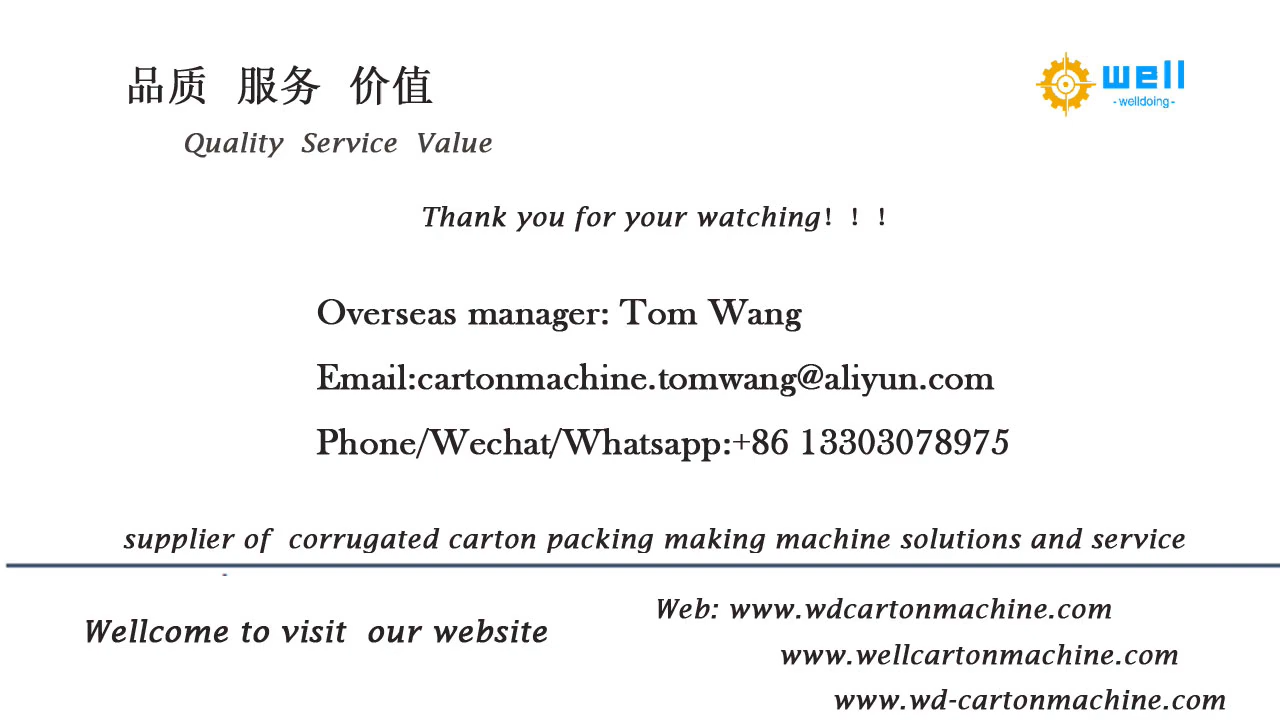 品质 服务 价值
well
-welldoing-
Quality Service Value
Thank you for your watching！！！
Overseas manager: Tom Wang
Email:cartonmachine.tomwang@aliyun.com
Phone/Wechat/Whatsapp:+86 13303078975
supplier of corrugated carton packing making machine solutions and service
Wellcome to visit our website
Web: www.wdcartonmachine.com
www.wellcartonmachine.com
www.wd-cartonmachine.com